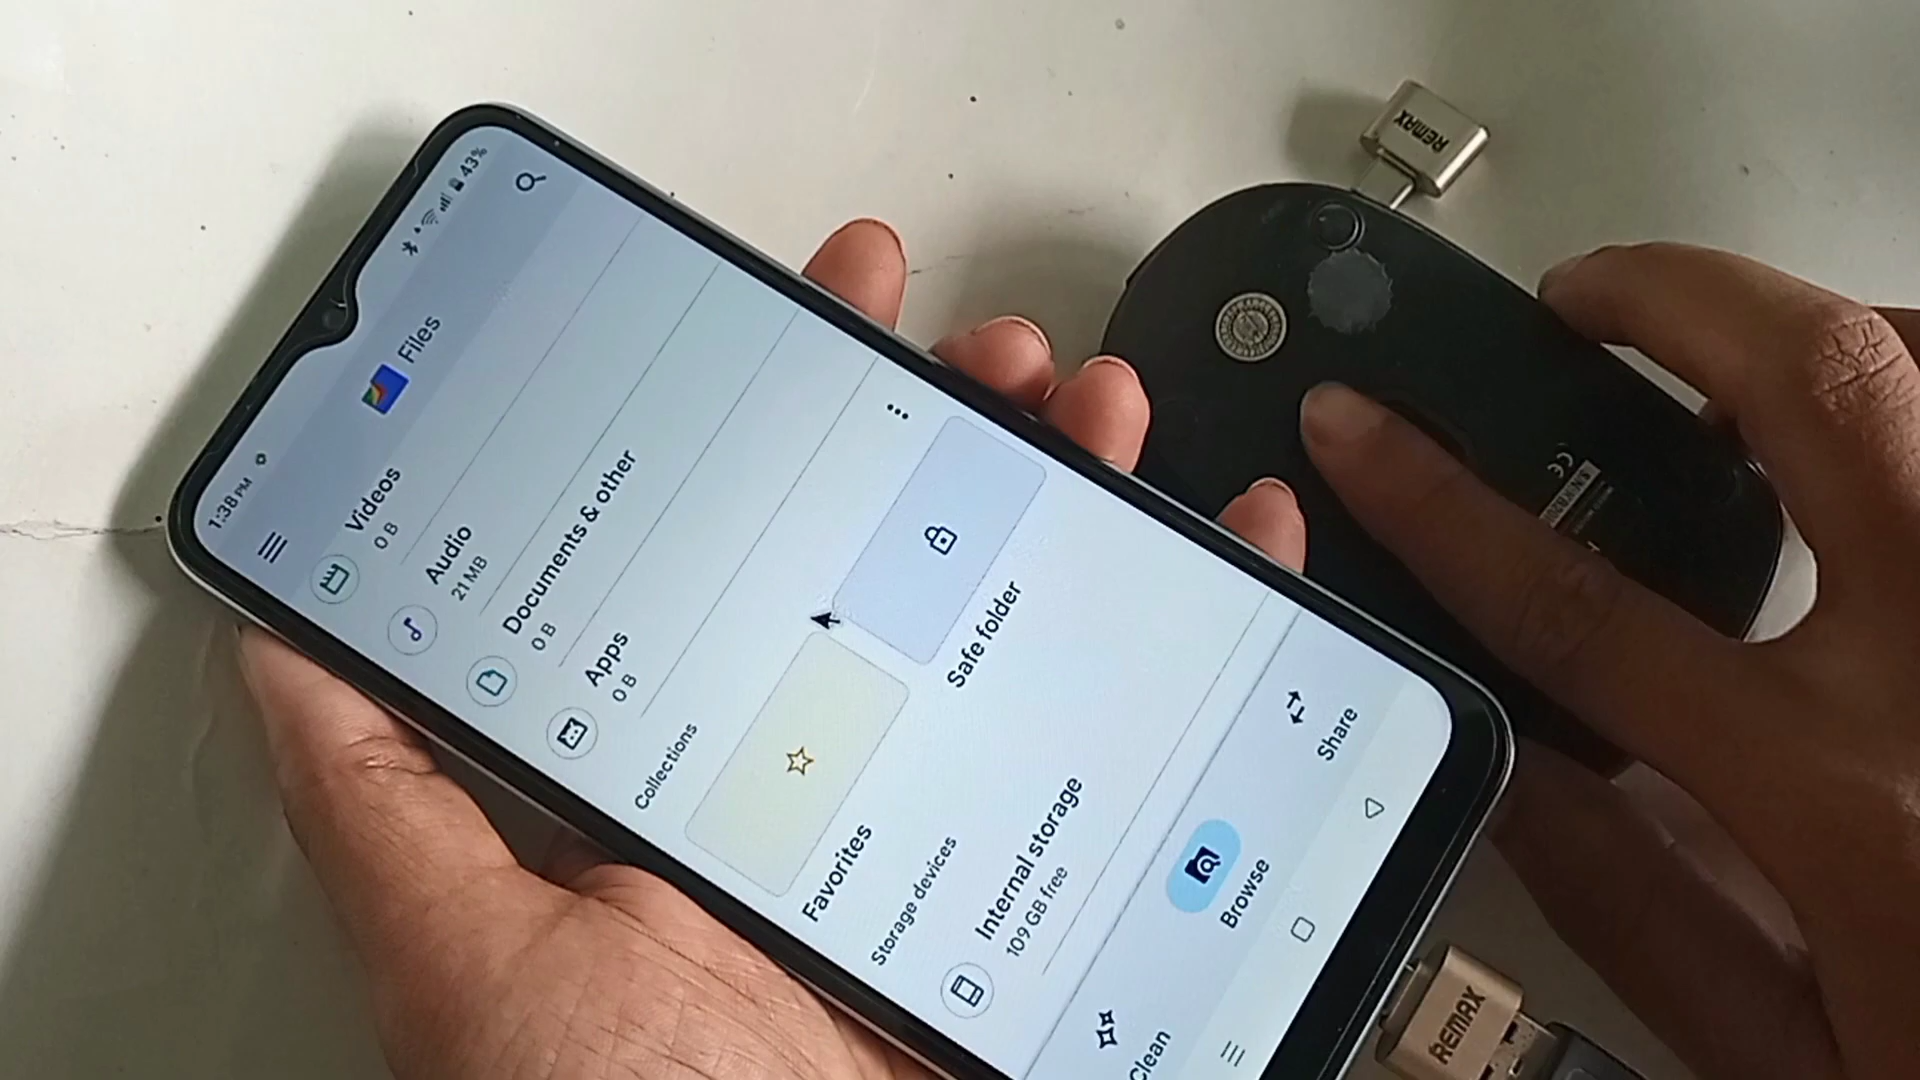 1:38 PM
43%
Files
Videos
0 B
Audio
21 MB
Documents & other
0 B
Apps
0 B
Collections
Favorites
Safe folder
Storage devices
Internal storage
109 GB free
Clean
Browse
Share
REMAX
REMAX
CE